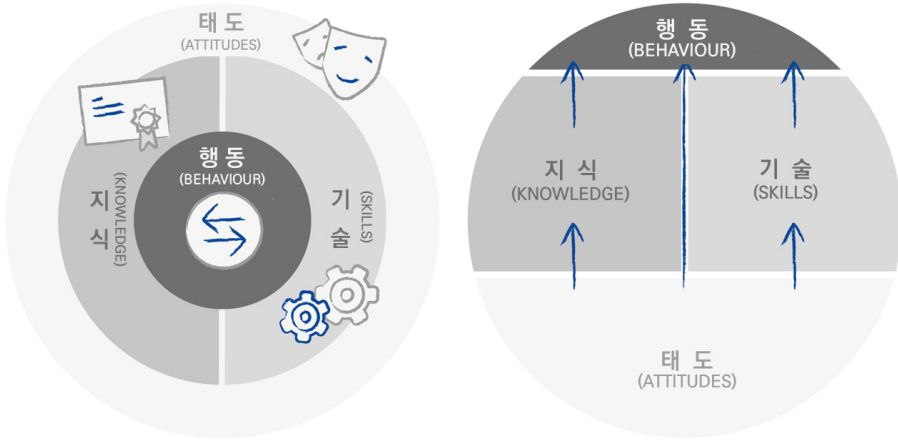 태 도
(ATTITUDES)
행 동
(BEHAVIOUR)
지 식
(KNOWLEDGE)
기 술
(SKILLS)
행 동
(BEHAVIOUR)
지 식
(KNOWLEDGE)
기 술
(SKILLS)
태 도
(ATTITUDES)